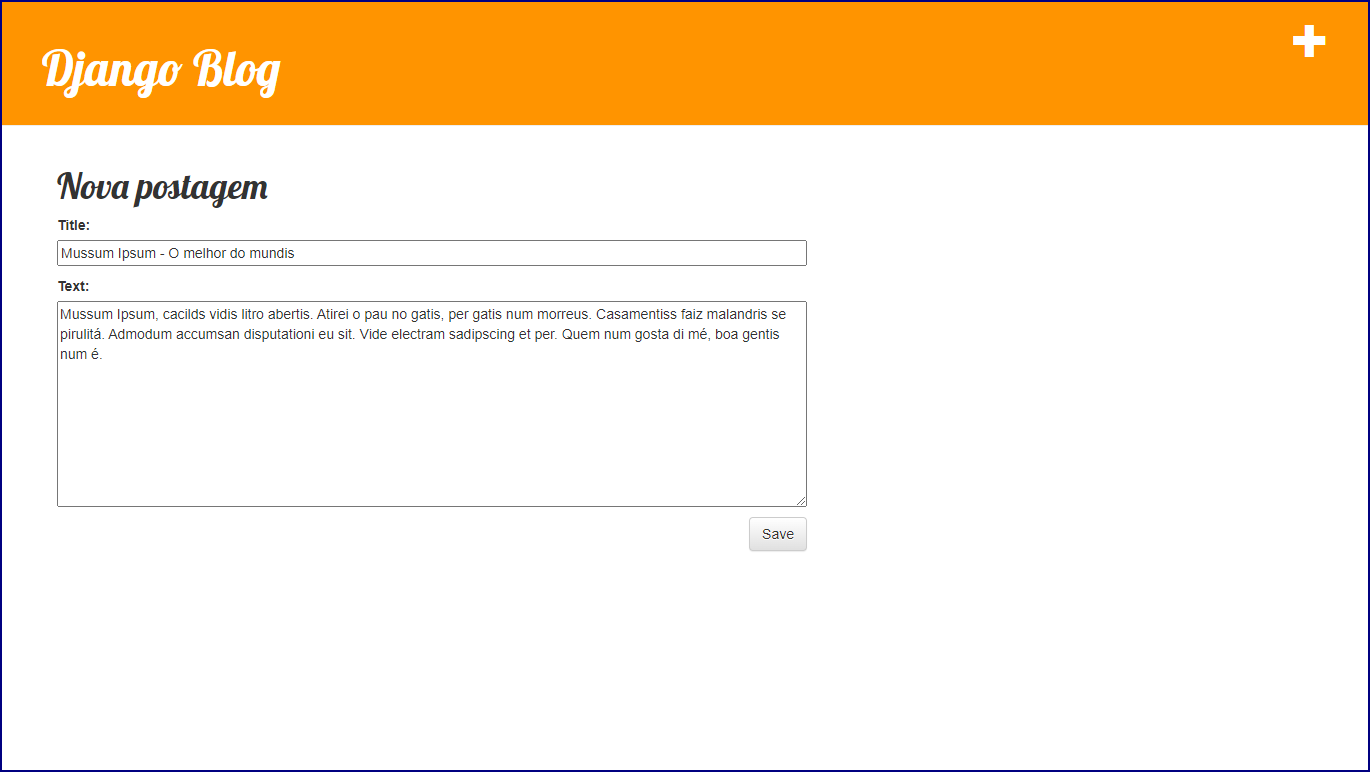 Django Blog
Nova postagem
Title:
Mussum Ipsum - O melhor do mundis
Text:
Mussum Ipsum, cacilds vidis litro abertis. Atirei o pau no gatis, per gatis num morreus. Casamentiss faiz malandris se
pirulitá. Admodum accumsan disputationi eu sit. Vide electram sadipscing et per. Quem num gosta di mé, boa gentis
num é.
Save